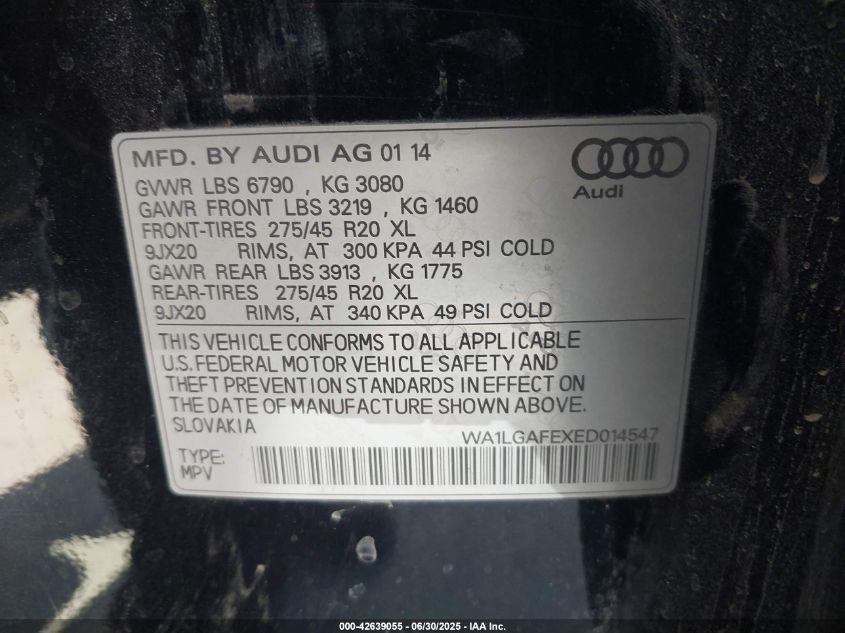 MFD. BY AUDI AG 01 14
Audi
GVWR LBS 6790 , KG 3080
GAWR FRONT LBS 3219 , KG 1460
FRONT-TIRES 275/45 R20 XL
9JX20 RIMS, AT 300 KPA 44 PSI COLD
GAWR REAR LBS 3913 , KG 1775
REAR-TIRES 275/45 R20 XL
9JX20 RIMS, AT 340 KPA 49 PSI COLD
THIS VEHICLE CONFORMS TO ALL APPLICABLE
U.S. FEDERAL MOTOR VEHICLE SAFETY AND
THEFT PREVENTION STANDARDS IN EFFECT ON
THE DATE OF MANUFACTURE SHOWN ABOVE.
SLOVAKIA
WA1LGAFEXED014547
TYPE:
MPV
000-42639055 - 06/30/2025 - IAA Inc.